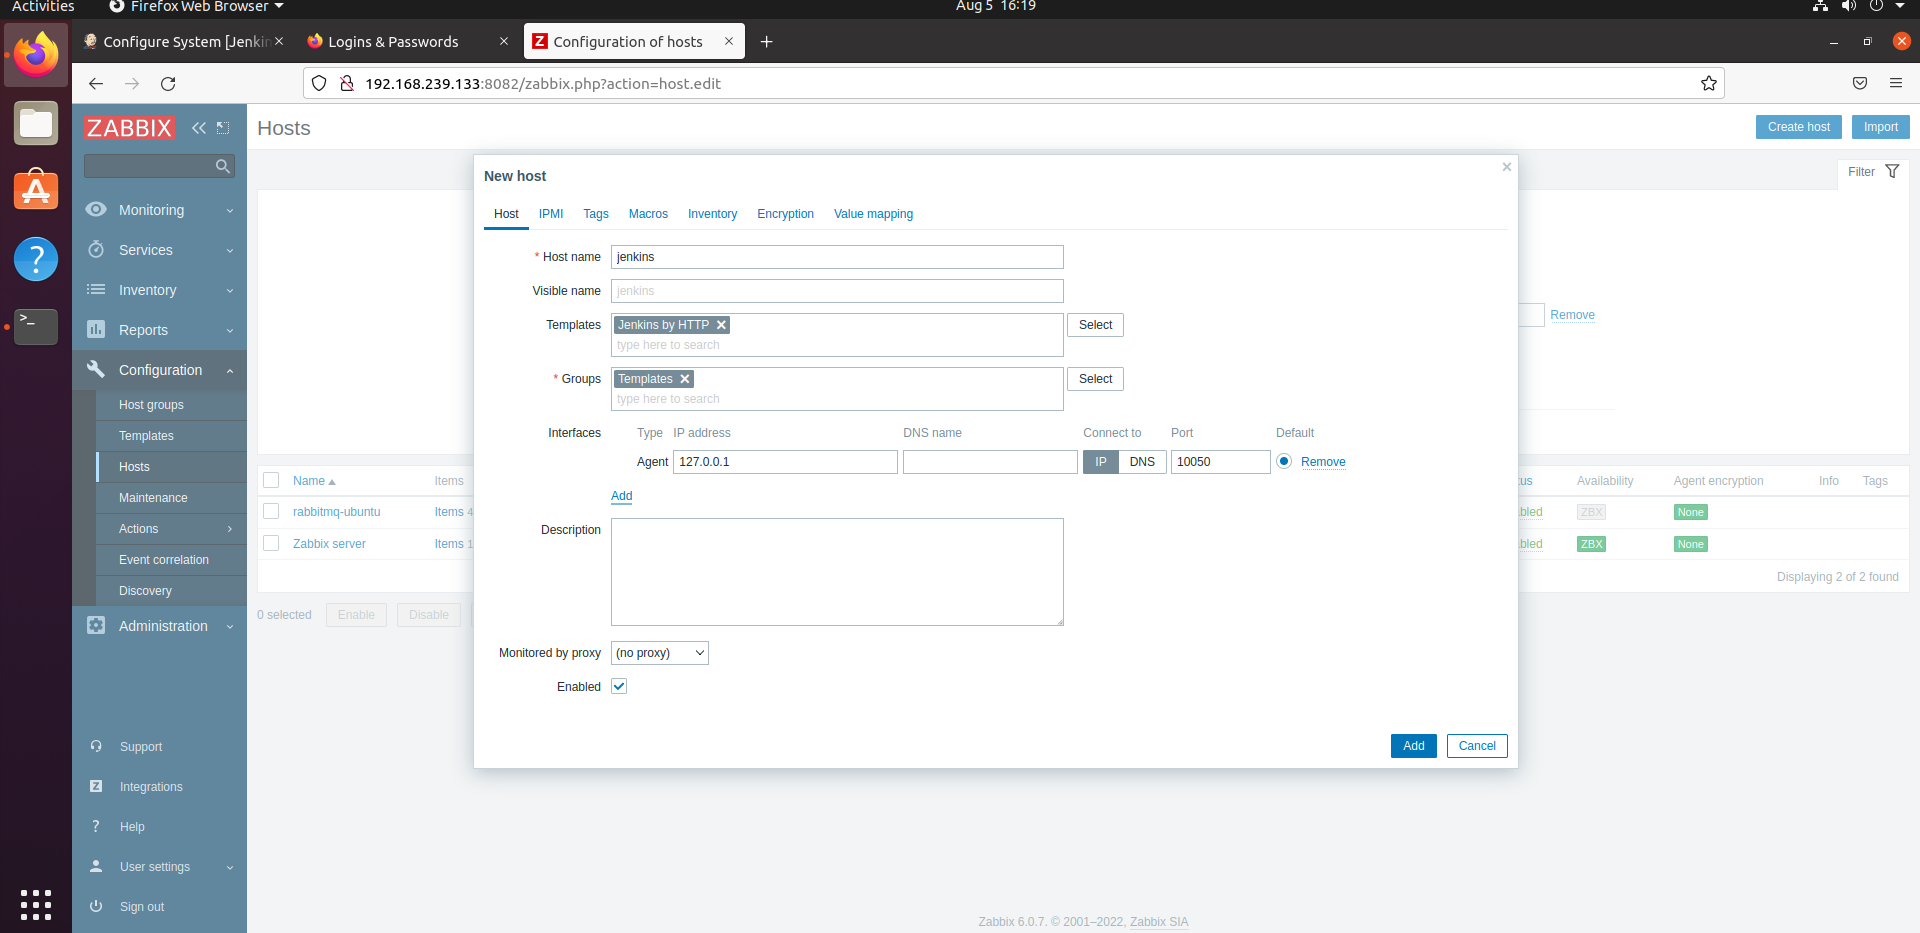 Activities Firefox Web Browser Aug 5 16:19
Configure System [Jenkin Logins & Passwords Configuration of hosts
192.168.239.133:8082/zabbix.php?action=host.edit
ZABBIX
Hosts
Create host Import
Filter
Monitoring
Services
Inventory
Reports
Configuration
Host groups
Templates
Hosts
Maintenance
Actions
Event correlation
Discovery
Administration
Support
Integrations
Help
User settings
Sign out
New host
Host IPMI Tags Macros Inventory Encryption Value mapping
* Host name jenkins
Visible name jenkins
Templates Jenkins by HTTP Select
type here to search
* Groups Templates Select
type here to search
Interfaces Type IP address DNS name Connect to Port Default
Agent 127.0.0.1 IP DNS 10050 Remove
Add
Description
Monitored by proxy (no proxy)
Enabled
Add Cancel
Remove
Name Items tus Availability Agent encryption Info Tags
rabbitmq-ubuntu Items 4 bled ZBX None
Zabbix server Items 1 bled ZBX None
Displaying 2 of 2 found
0 selected Enable Disable
Zabbix 6.0.7. © 2001–2022, Zabbix SIA